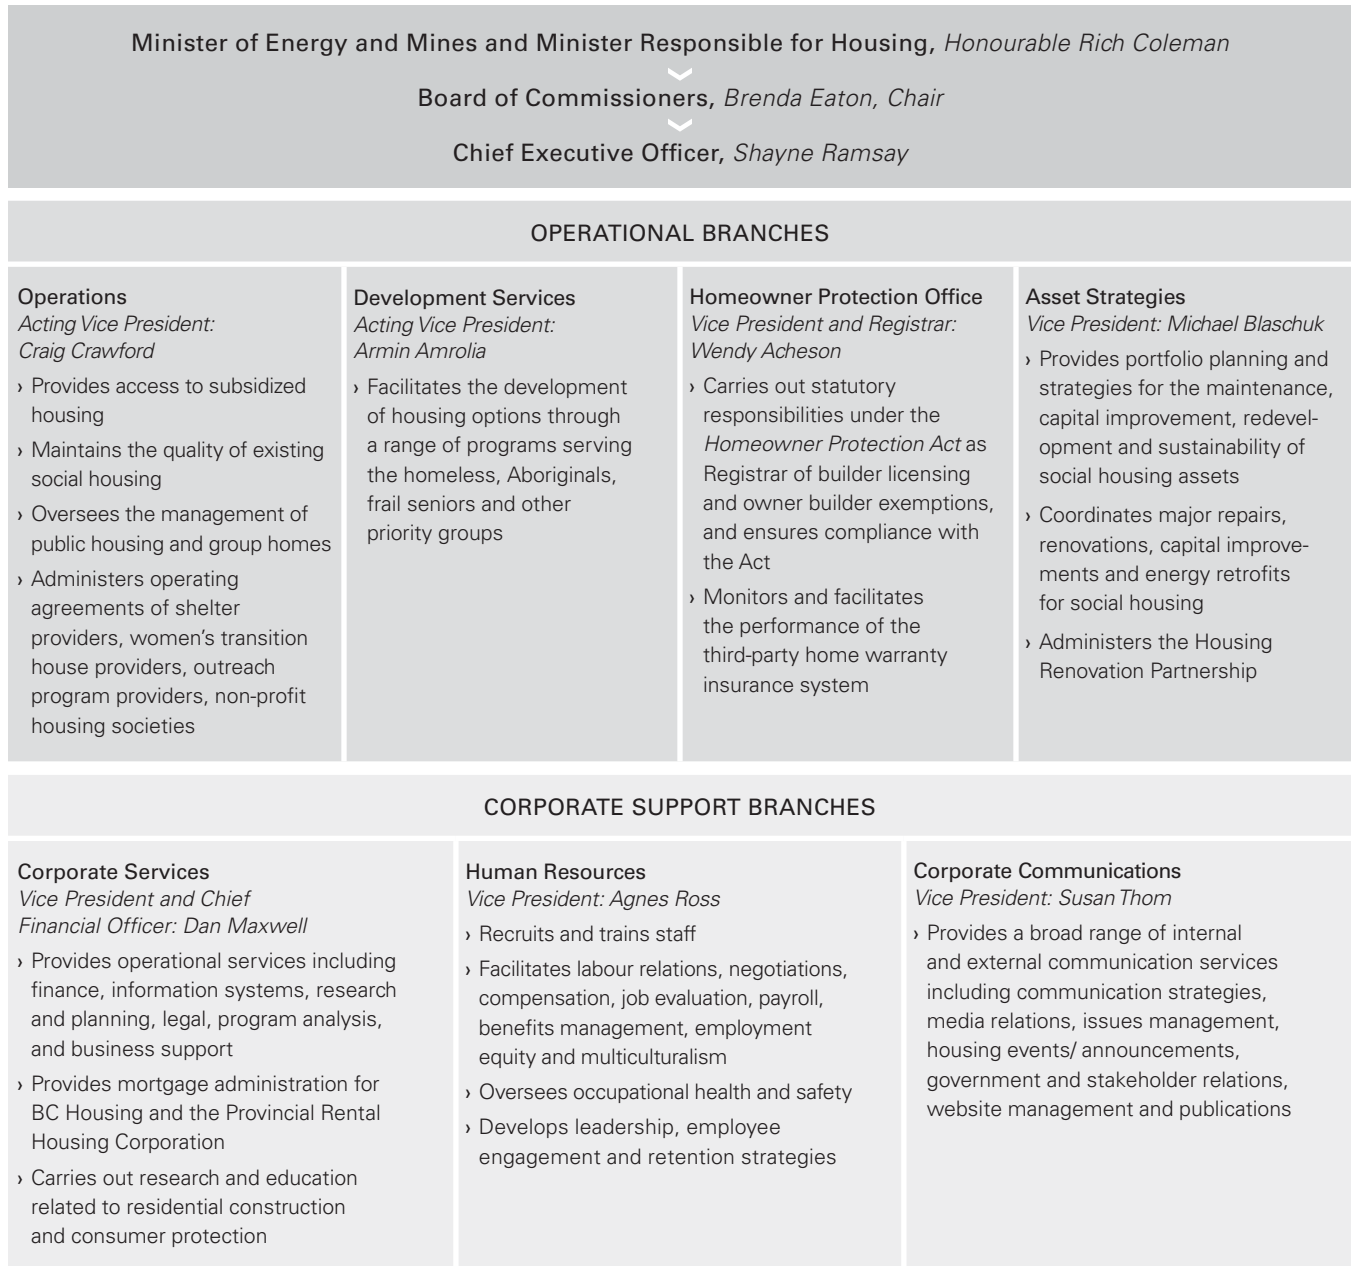 Minister of Energy and Mines and Minister Responsible for Housing, Honourable Rich Coleman
Board of Commissioners, Brenda Eaton, Chair
Chief Executive Officer, Shayne Ramsay
OPERATIONAL BRANCHES
Operations
Acting Vice President:
Craig Crawford
› Provides access to subsidized
housing
› Maintains the quality of existing
social housing
› Oversees the management of
public housing and group homes
› Administers operating
agreements of shelter
providers, women's transition
house providers, outreach
program providers, non-profit
housing societies
Development Services
Acting Vice President:
Armin Amrolia
› Facilitates the development
of housing options through
a range of programs serving
the homeless, Aboriginals,
frail seniors and other
priority groups
Homeowner Protection Office
Vice President and Registrar:
Wendy Acheson
› Carries out statutory
responsibilities under the
Homeowner Protection Act as
Registrar of builder licensing
and owner builder exemptions,
and ensures compliance with
the Act
› Monitors and facilitates
the performance of the
third-party home warranty
insurance system
Asset Strategies
Vice President: Michael Blaschuk
› Provides portfolio planning and
strategies for the maintenance,
capital improvement, redevel-
opment and sustainability of
social housing assets
› Coordinates major repairs,
renovations, capital improve-
ments and energy retrofits
for social housing
› Administers the Housing
Renovation Partnership
CORPORATE SUPPORT BRANCHES
Corporate Services
Vice President and Chief
Financial Officer: Dan Maxwell
› Provides operational services including
finance, information systems, research
and planning, legal, program analysis,
and business support
› Provides mortgage administration for
BC Housing and the Provincial Rental
Housing Corporation
› Carries out research and education
related to residential construction
and consumer protection
Human Resources
Vice President: Agnes Ross
› Recruits and trains staff
› Facilitates labour relations, negotiations,
compensation, job evaluation, payroll,
benefits management, employment
equity and multiculturalism
› Oversees occupational health and safety
› Develops leadership, employee
engagement and retention strategies
Corporate Communications
Vice President: Susan Thom
› Provides a broad range of internal
and external communication services
including communication strategies,
media relations, issues management,
housing events/ announcements,
government and stakeholder relations,
website management and publications